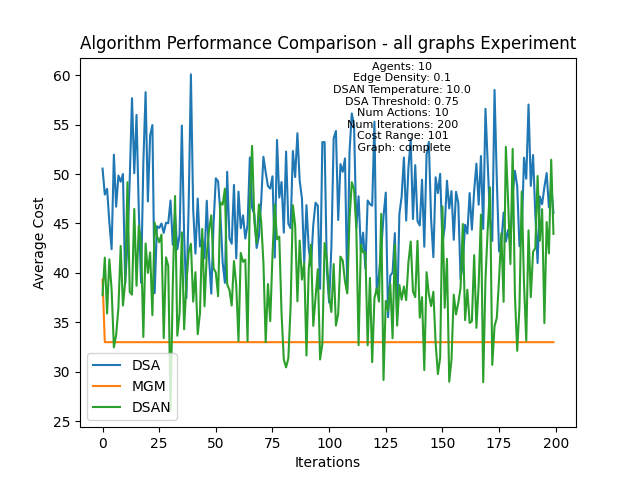 Algorithm Performance Comparison - all graphs Experiment
Agents: 10
Edge Density: 0.1
DSAN Temperature: 10.0
DSA Threshold: 0.75
Num Actions: 10
Num Iterations: 200
Cost Range: 101
Graph: complete
60
55
50
45
40
35
30
25
Average Cost
DSA
MGM
DSAN
0 25 50 75 100 125 150 175 200
Iterations